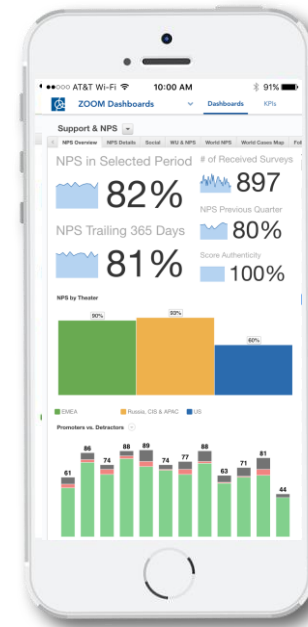 AT&T Wi-Fi 10:00 AM 91%
ZOOM Dashboards Dashboards KPIs
Support & NPS
NPS Overview NPS Details Social WU & NPS World NPS World Cases Map
NPS in Selected Period
82%
# of Received Surveys
897
NPS Trailing 365 Days
81%
NPS Previous Quarter
80%
Score Authenticity
100%
NPS by Theater
90% 93% 60%
EMEA Russia, CIS & APAC US
Promoters vs. Detractors
61 86 74 88 89 74 77 88 63 71 81 44